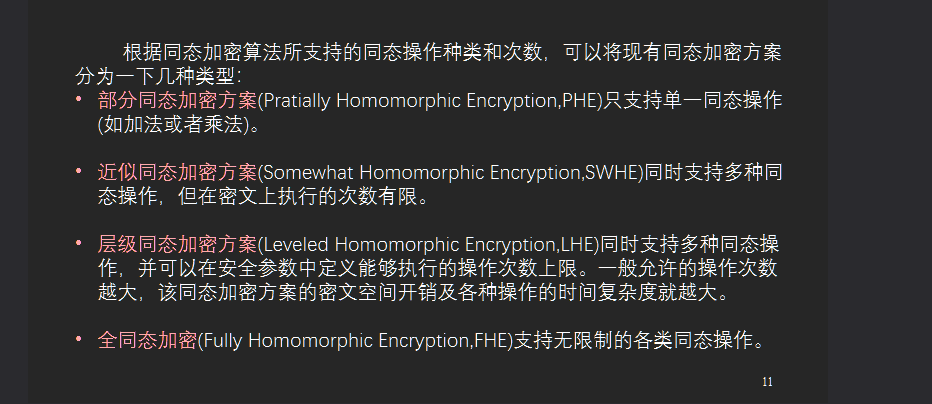 根据同态加密算法所支持的同态操作种类和次数，可以将现有同态加密方案
分为一下几种类型：
• 部分同态加密方案(Pratially Homomorphic Encryption,PHE)只支持单一同态操作
(如加法或者乘法)。
• 近似同态加密方案(Somewhat Homomorphic Encryption,SWHE)同时支持多种同
态操作，但在密文上执行的次数有限。
• 层级同态加密方案(Leveled Homomorphic Encryption,LHE)同时支持多种同态操
作，并可以在安全参数中定义能够执行的操作次数上限。一般允许的操作次数
越大，该同态加密方案的密文空间开销及各种操作的时间复杂度就越大。
• 全同态加密(Fully Homomorphic Encryption,FHE)支持无限制的各类同态操作。
11